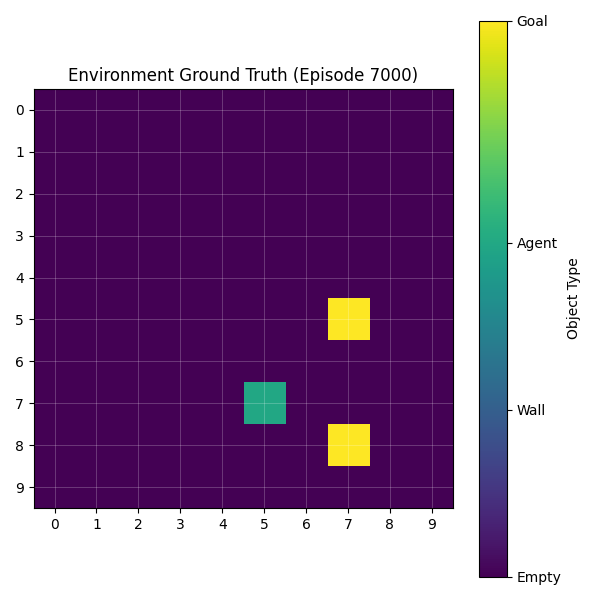 Environment Ground Truth (Episode 7000)
0
1
2
3
4
5
6
7
8
9
0 1 2 3 4 5 6 7 8 9
Goal
Agent
Wall
Empty
Object Type